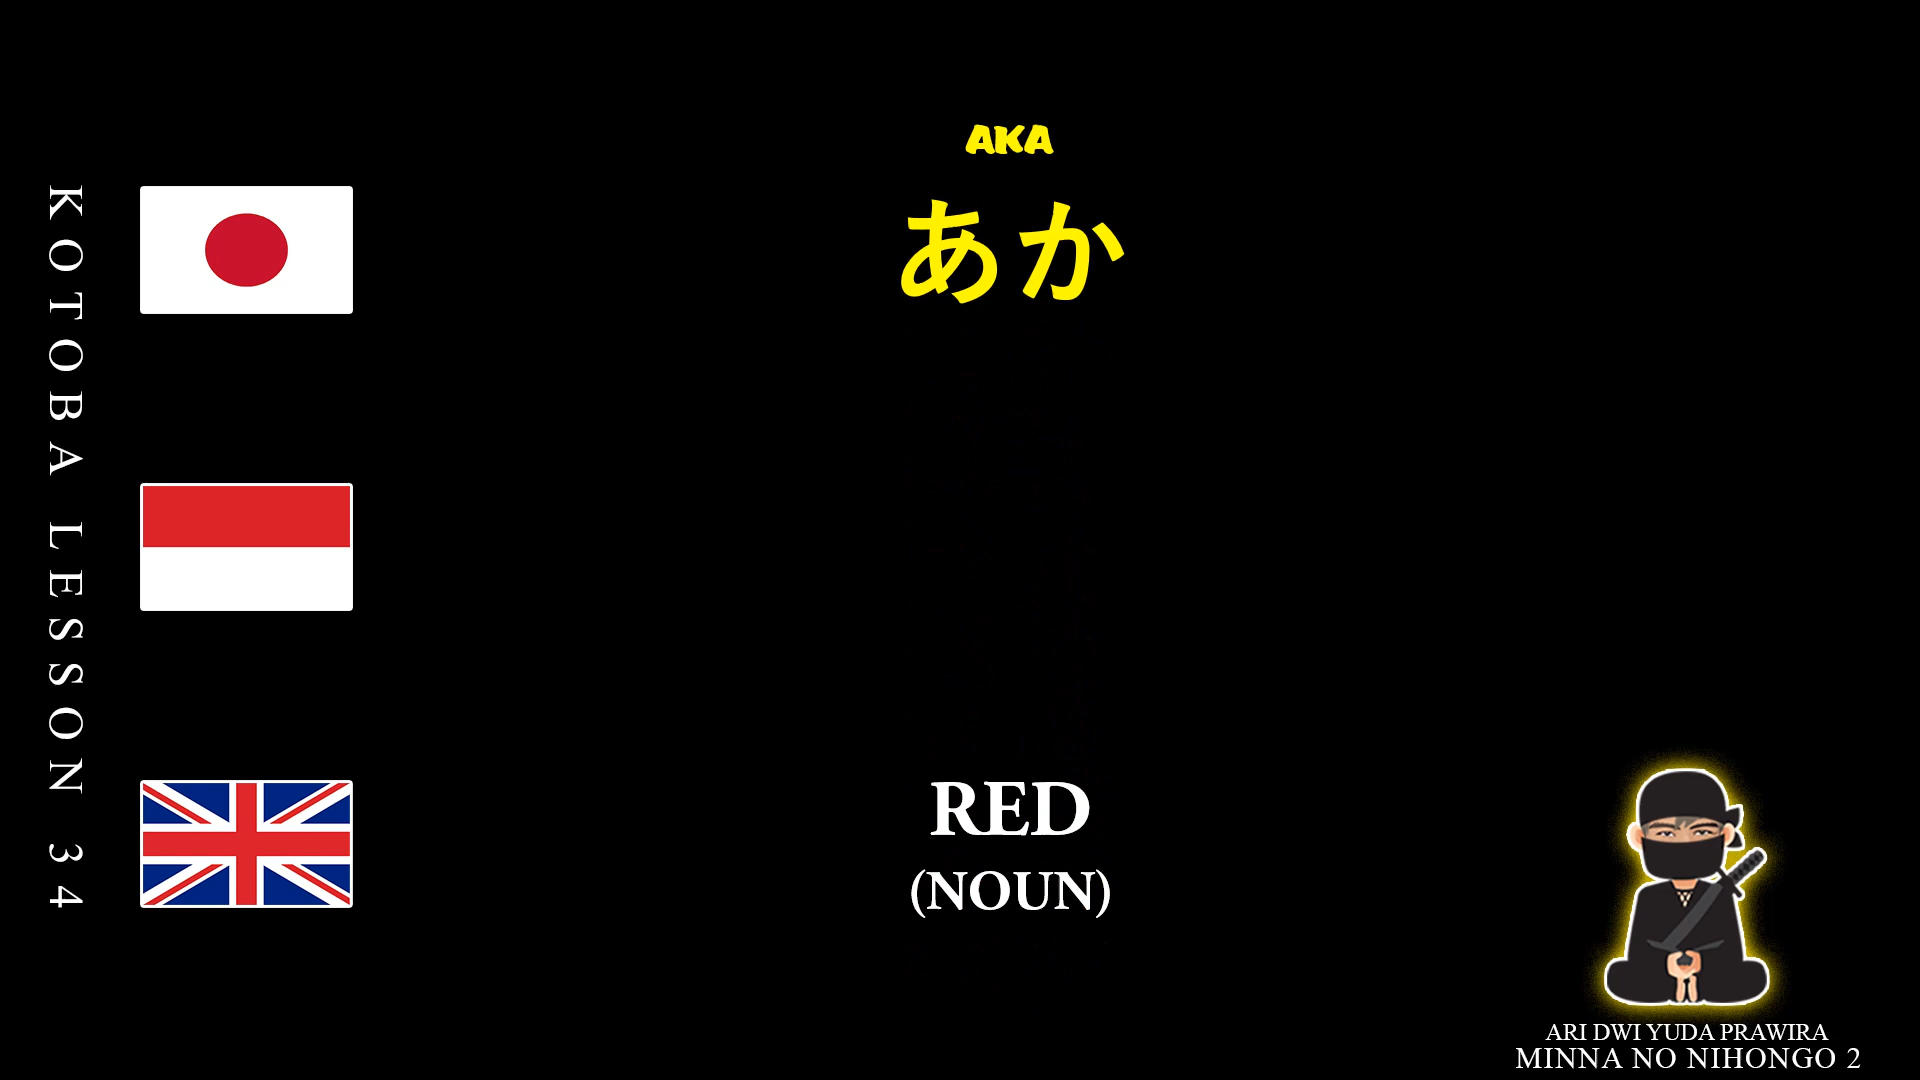 KOTOBA LESSON 34
AKA
あか
RED
(NOUN)
ARI DWI YUDA PRAWIRA
MINNA NO NIHONGO 2